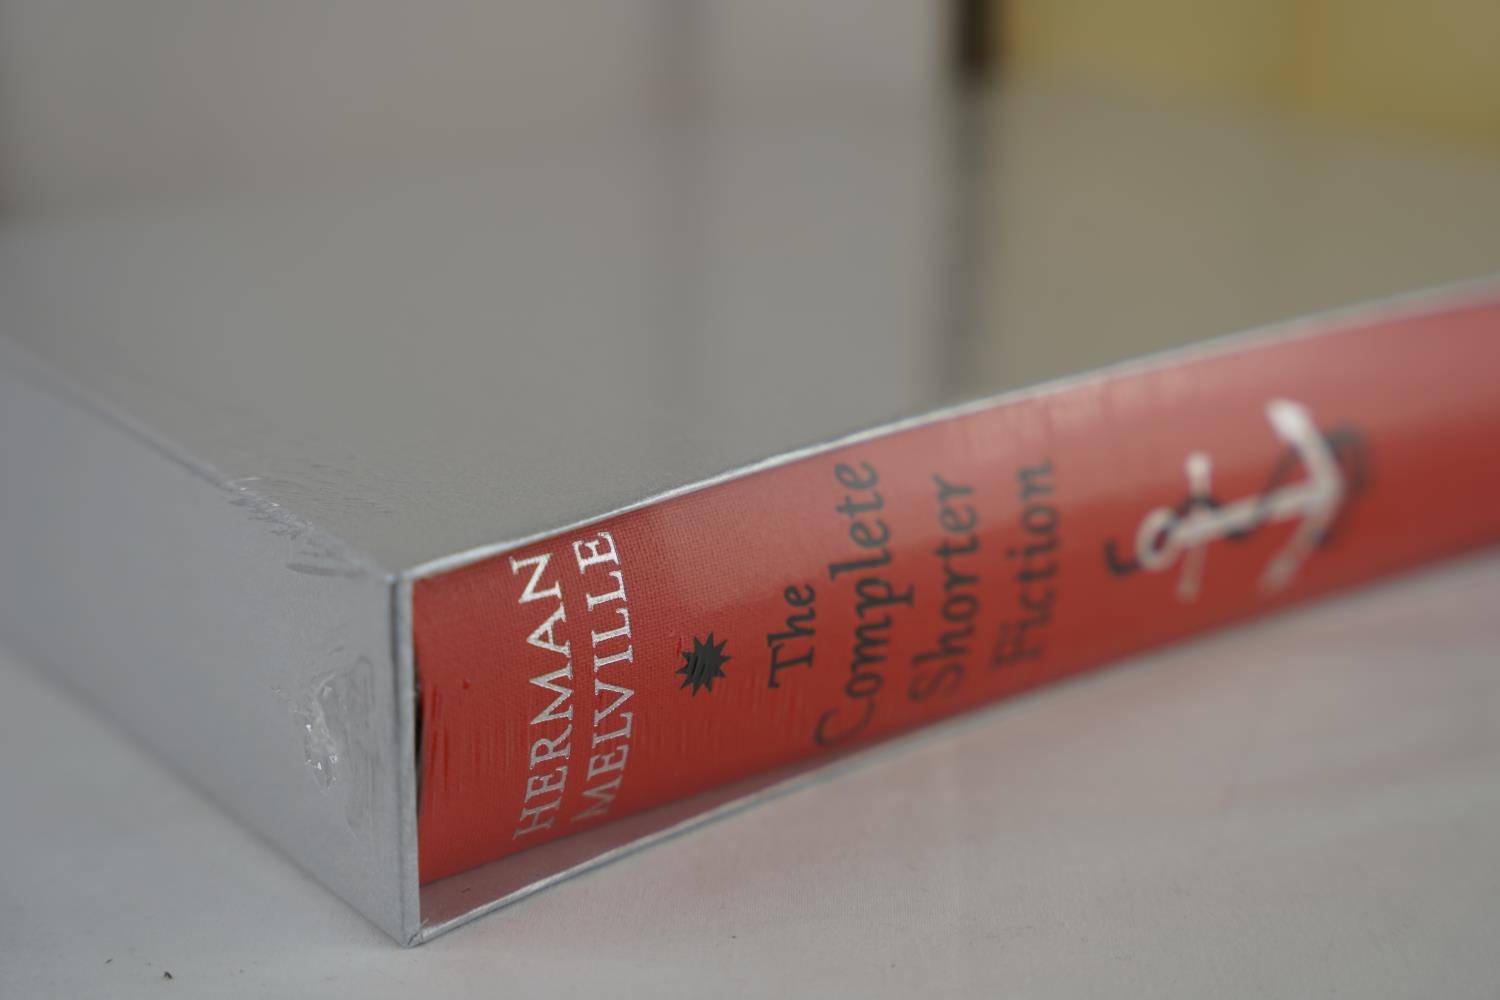 HERMAN
MELVILLE
The
Complete
Shorter
Fiction